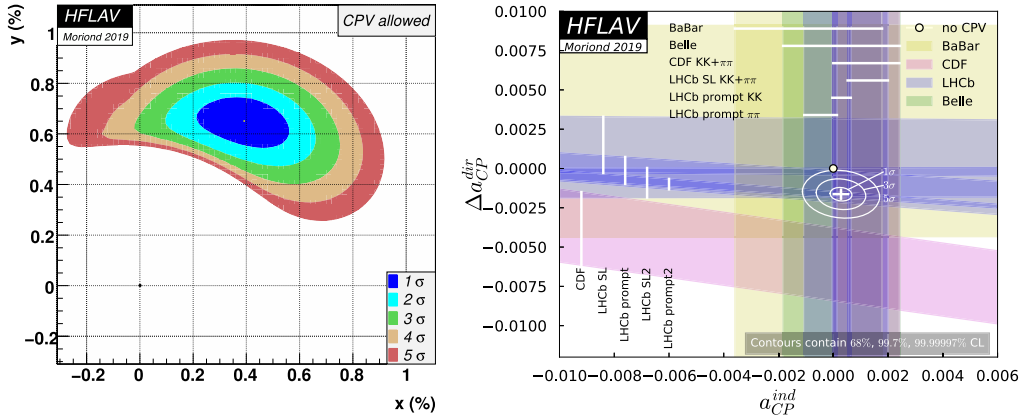 y (%)
1
0.8
0.6
0.4
0.2
0
−0.2
HFLAV
Moriond 2019
CPV allowed
1 σ
2 σ
3 σ
4 σ
5 σ
−0.2 0 0.2 0.4 0.6 0.8 1
x (%)
Δa_{CP}^{dir}
0.0100
0.0075
0.0050
0.0025
0.0000
−0.0025
−0.0050
−0.0075
−0.0100
HFLAV
Moriond 2019
BaBar
Belle
CDF KK+ππ
LHCb SL KK+ππ
LHCb prompt KK
LHCb prompt ππ
no CPV
BaBar
CDF
LHCb
Belle
1σ
3σ
5σ
CDF
LHCb SL
LHCb prompt
LHCb SL2
LHCb prompt2
Contours contain 68%, 99.7%, 99.99997% CL
−0.010 −0.008 −0.006 −0.004 −0.002 0.000 0.002 0.004 0.006
a_{CP}^{ind}